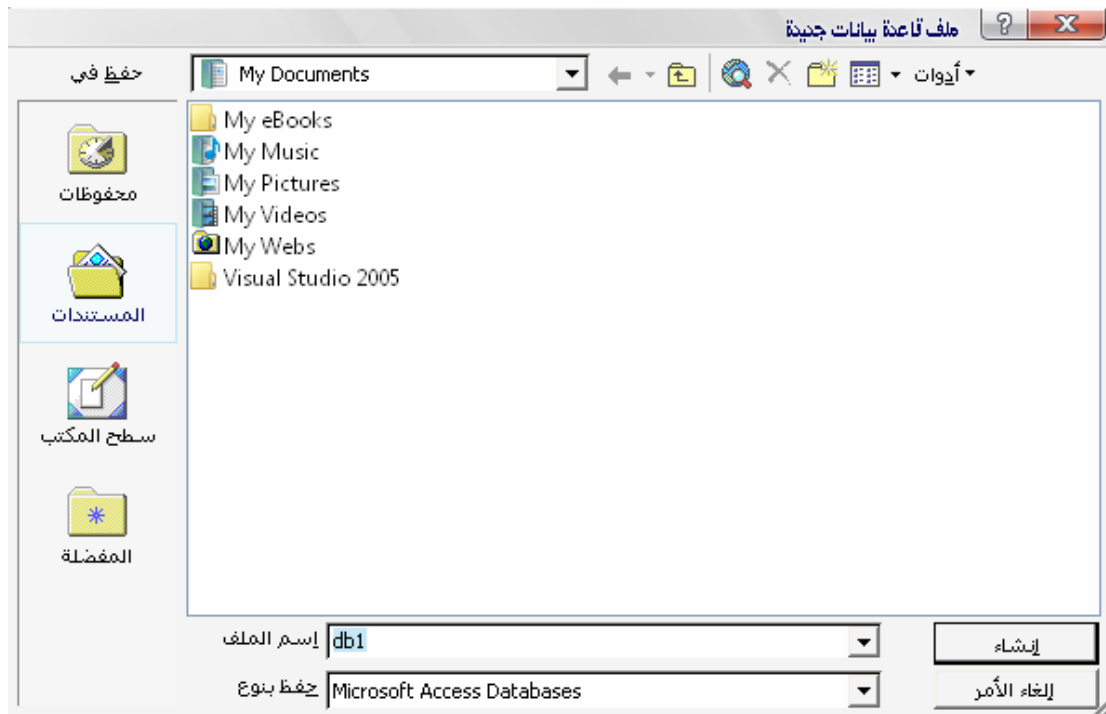 ملف قاعدة بيانات جديدة
حفظ في
My Documents
أدوات
My eBooks
My Music
My Pictures
My Videos
My Webs
Visual Studio 2005
محفوظات
المستندات
سطح المكتب
المفضلة
إسم الملف
db1
إنشاء
حفظ بنوع
Microsoft Access Databases
إلغاء الأمر